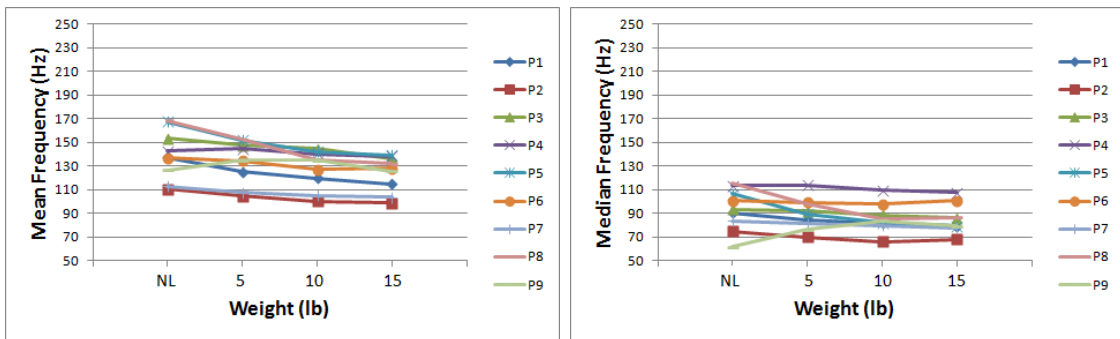 Mean Frequency (Hz)
250
230
210
190
170
150
130
110
90
70
50
NL 5 10 15
Weight (lb)
P1
P2
P3
P4
P5
P6
P7
P8
P9
Median Frequency (Hz)
250
230
210
190
170
150
130
110
90
70
50
NL 5 10 15
Weight (lb)
P1
P2
P3
P4
P5
P6
P7
P8
P9